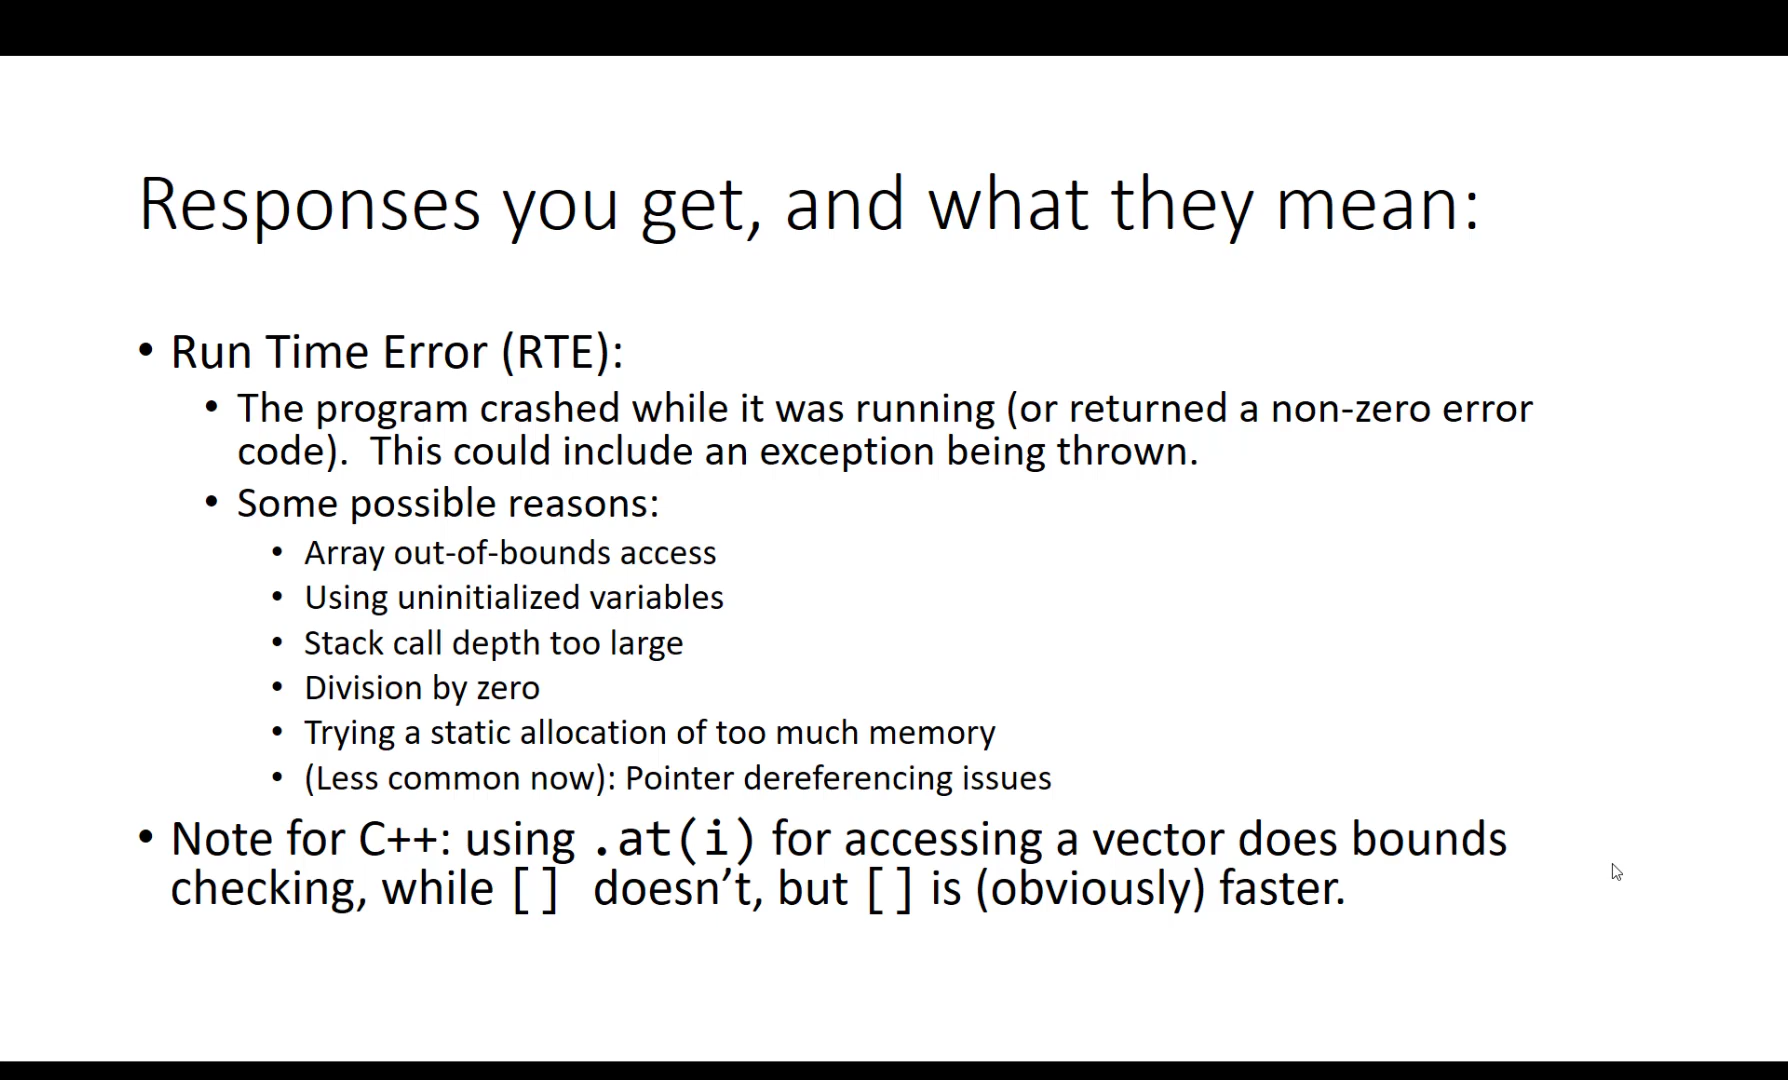 Responses you get, and what they mean:
• Run Time Error (RTE):
• The program crashed while it was running (or returned a non-zero error
code).  This could include an exception being thrown.
• Some possible reasons:
• Array out-of-bounds access
• Using uninitialized variables
• Stack call depth too large
• Division by zero
• Trying a static allocation of too much memory
• (Less common now): Pointer dereferencing issues
• Note for C++: using .at(i) for accessing a vector does bounds
checking, while [] doesn’t, but [] is (obviously) faster.